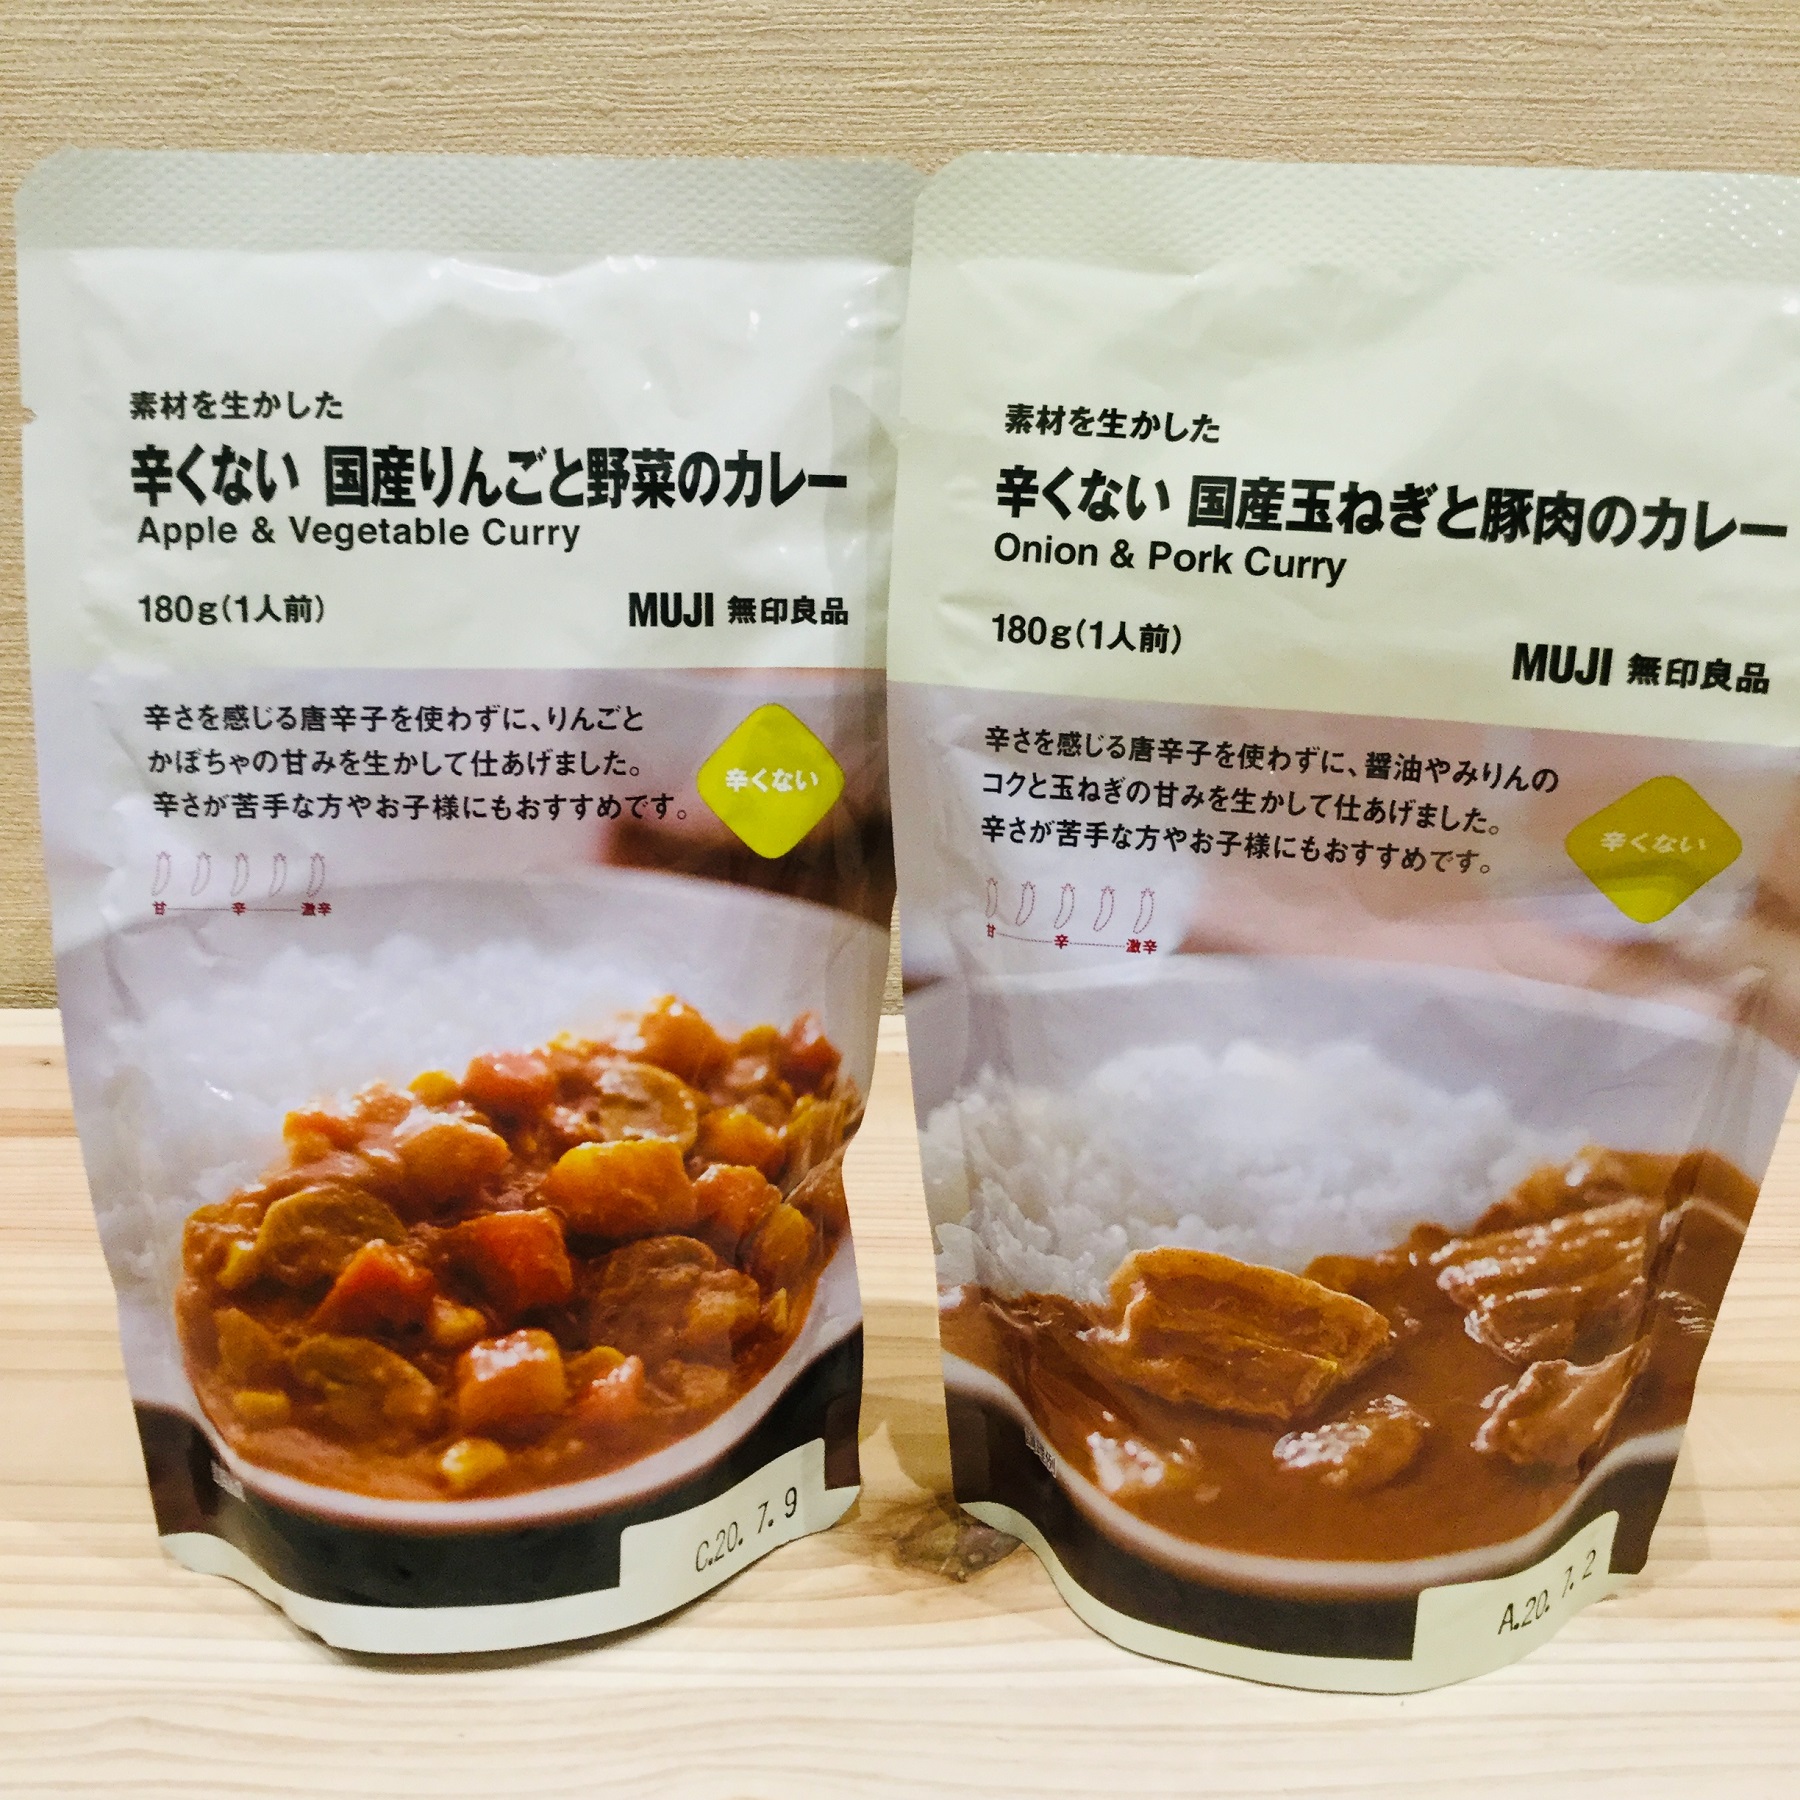 素材を生かした
辛くない 国産りんごと野菜のカレー
Apple & Vegetable Curry
180g(1人前)
MUJI 無印良品
辛さを感じる唐辛子を使わずに、りんごと
かぼちゃの甘みを生かして仕あげました。
辛さが苦手な方やお子様にもおすすめです。
辛くない
甘 辛 激辛
C.20. 7. 9
素材を生かした
辛くない 国産玉ねぎと豚肉のカレー
Onion & Pork Curry
180g(1人前)
MUJI 無印良品
辛さを感じる唐辛子を使わずに、醤油やみりんの
コクと玉ねぎの甘みを生かして仕あげました。
辛さが苦手な方やお子様にもおすすめです。
辛くない
甘 辛 激辛
A.20. 7. 2